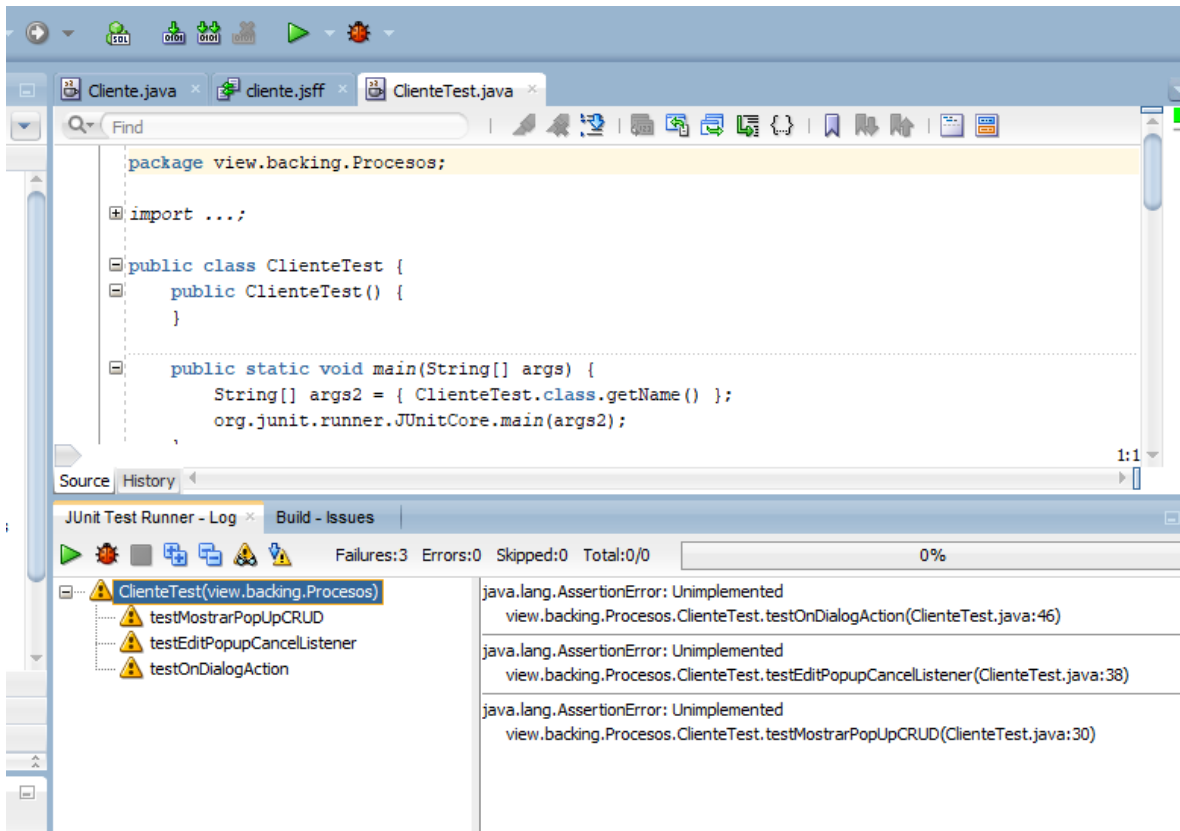 SQL
Cliente.java
cliente.jsff
ClienteTest.java
Find
package view.backing.Procesos;
import ...;
public class ClienteTest {
public ClienteTest() {
}
public static void main(String[] args) {
String[] args2 = { ClienteTest.class.getName() };
org.junit.runner.JUnitCore.main(args2);
1:1
Source History
JUnit Test Runner - Log Build - Issues
Failures:3 Errors:0 Skipped:0 Total:0/0 0%
ClienteTest(view.backing.Procesos)
testMostrarPopUpCRUD
testEditPopupCancelListener
testOnDialogAction
java.lang.AssertionError: Unimplemented
view.backing.Procesos.ClienteTest.testOnDialogAction(ClienteTest.java:46)
java.lang.AssertionError: Unimplemented
view.backing.Procesos.ClienteTest.testEditPopupCancelListener(ClienteTest.java:38)
java.lang.AssertionError: Unimplemented
view.backing.Procesos.ClienteTest.testMostrarPopUpCRUD(ClienteTest.java:30)